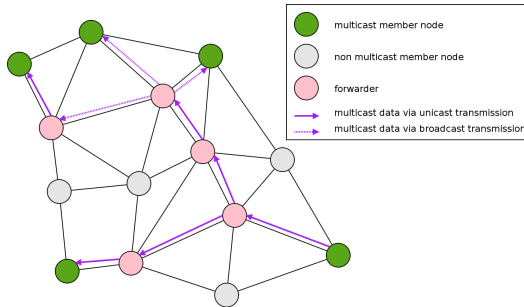 multicast member node
non multicast member node
forwarder
multicast data via unicast transmission
multicast data via broadcast transmission